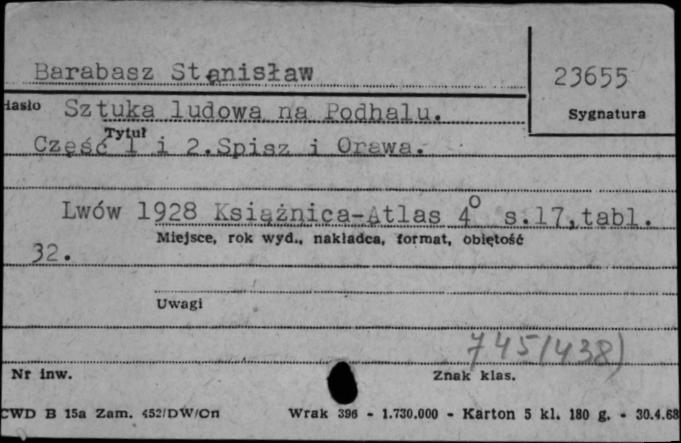 Barabasz Stanisław
23655
Hasło Sztuka ludowa na Podhalu.
Sygnatura
Tytuł
Część 1 i 2. Spisz i Orawa.
Lwów 1928 Książnica-Atlas 4° s.17,tabl.
Miejsce, rok wyd., nakładca, format, objętość
32.
Uwagi
745(438)
Nr inw.
Znak klas.
CWD B 15a Zam. 452/DW/On Wrak 396 - 1.730.000 - Karton 5 kl. 180 g. - 30.4.68